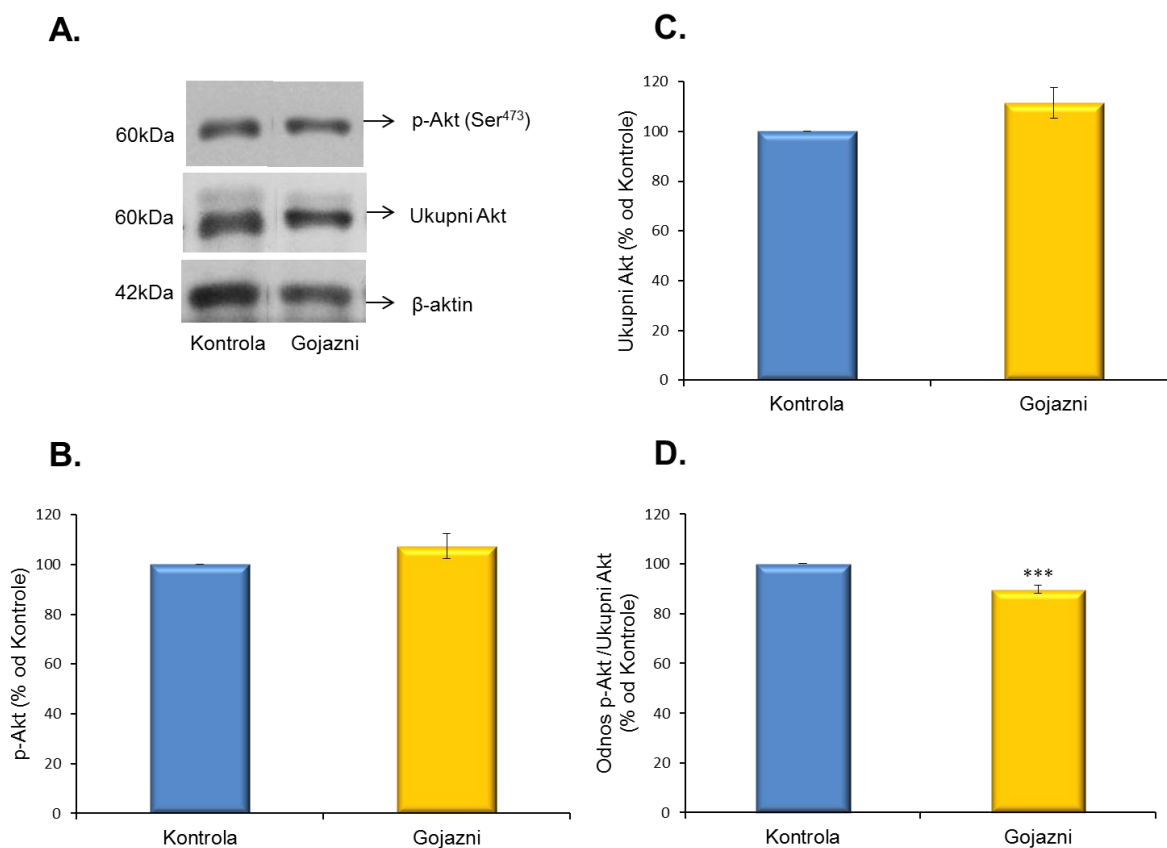 A.
60kDa
p-Akt (Ser⁴⁷³)
60kDa
Ukupni Akt
42kDa
β-aktin
Kontrola Gojazni
B.
p-Akt (% od Kontrole)
120
100
80
60
40
20
0
Kontrola Gojazni
C.
Ukupni Akt (% od Kontrole)
120
100
80
60
40
20
0
Kontrola Gojazni
D.
Odnos p-Akt /Ukupni Akt
(% od Kontrole)
120
100
80
60
40
20
0
***
Kontrola Gojazni